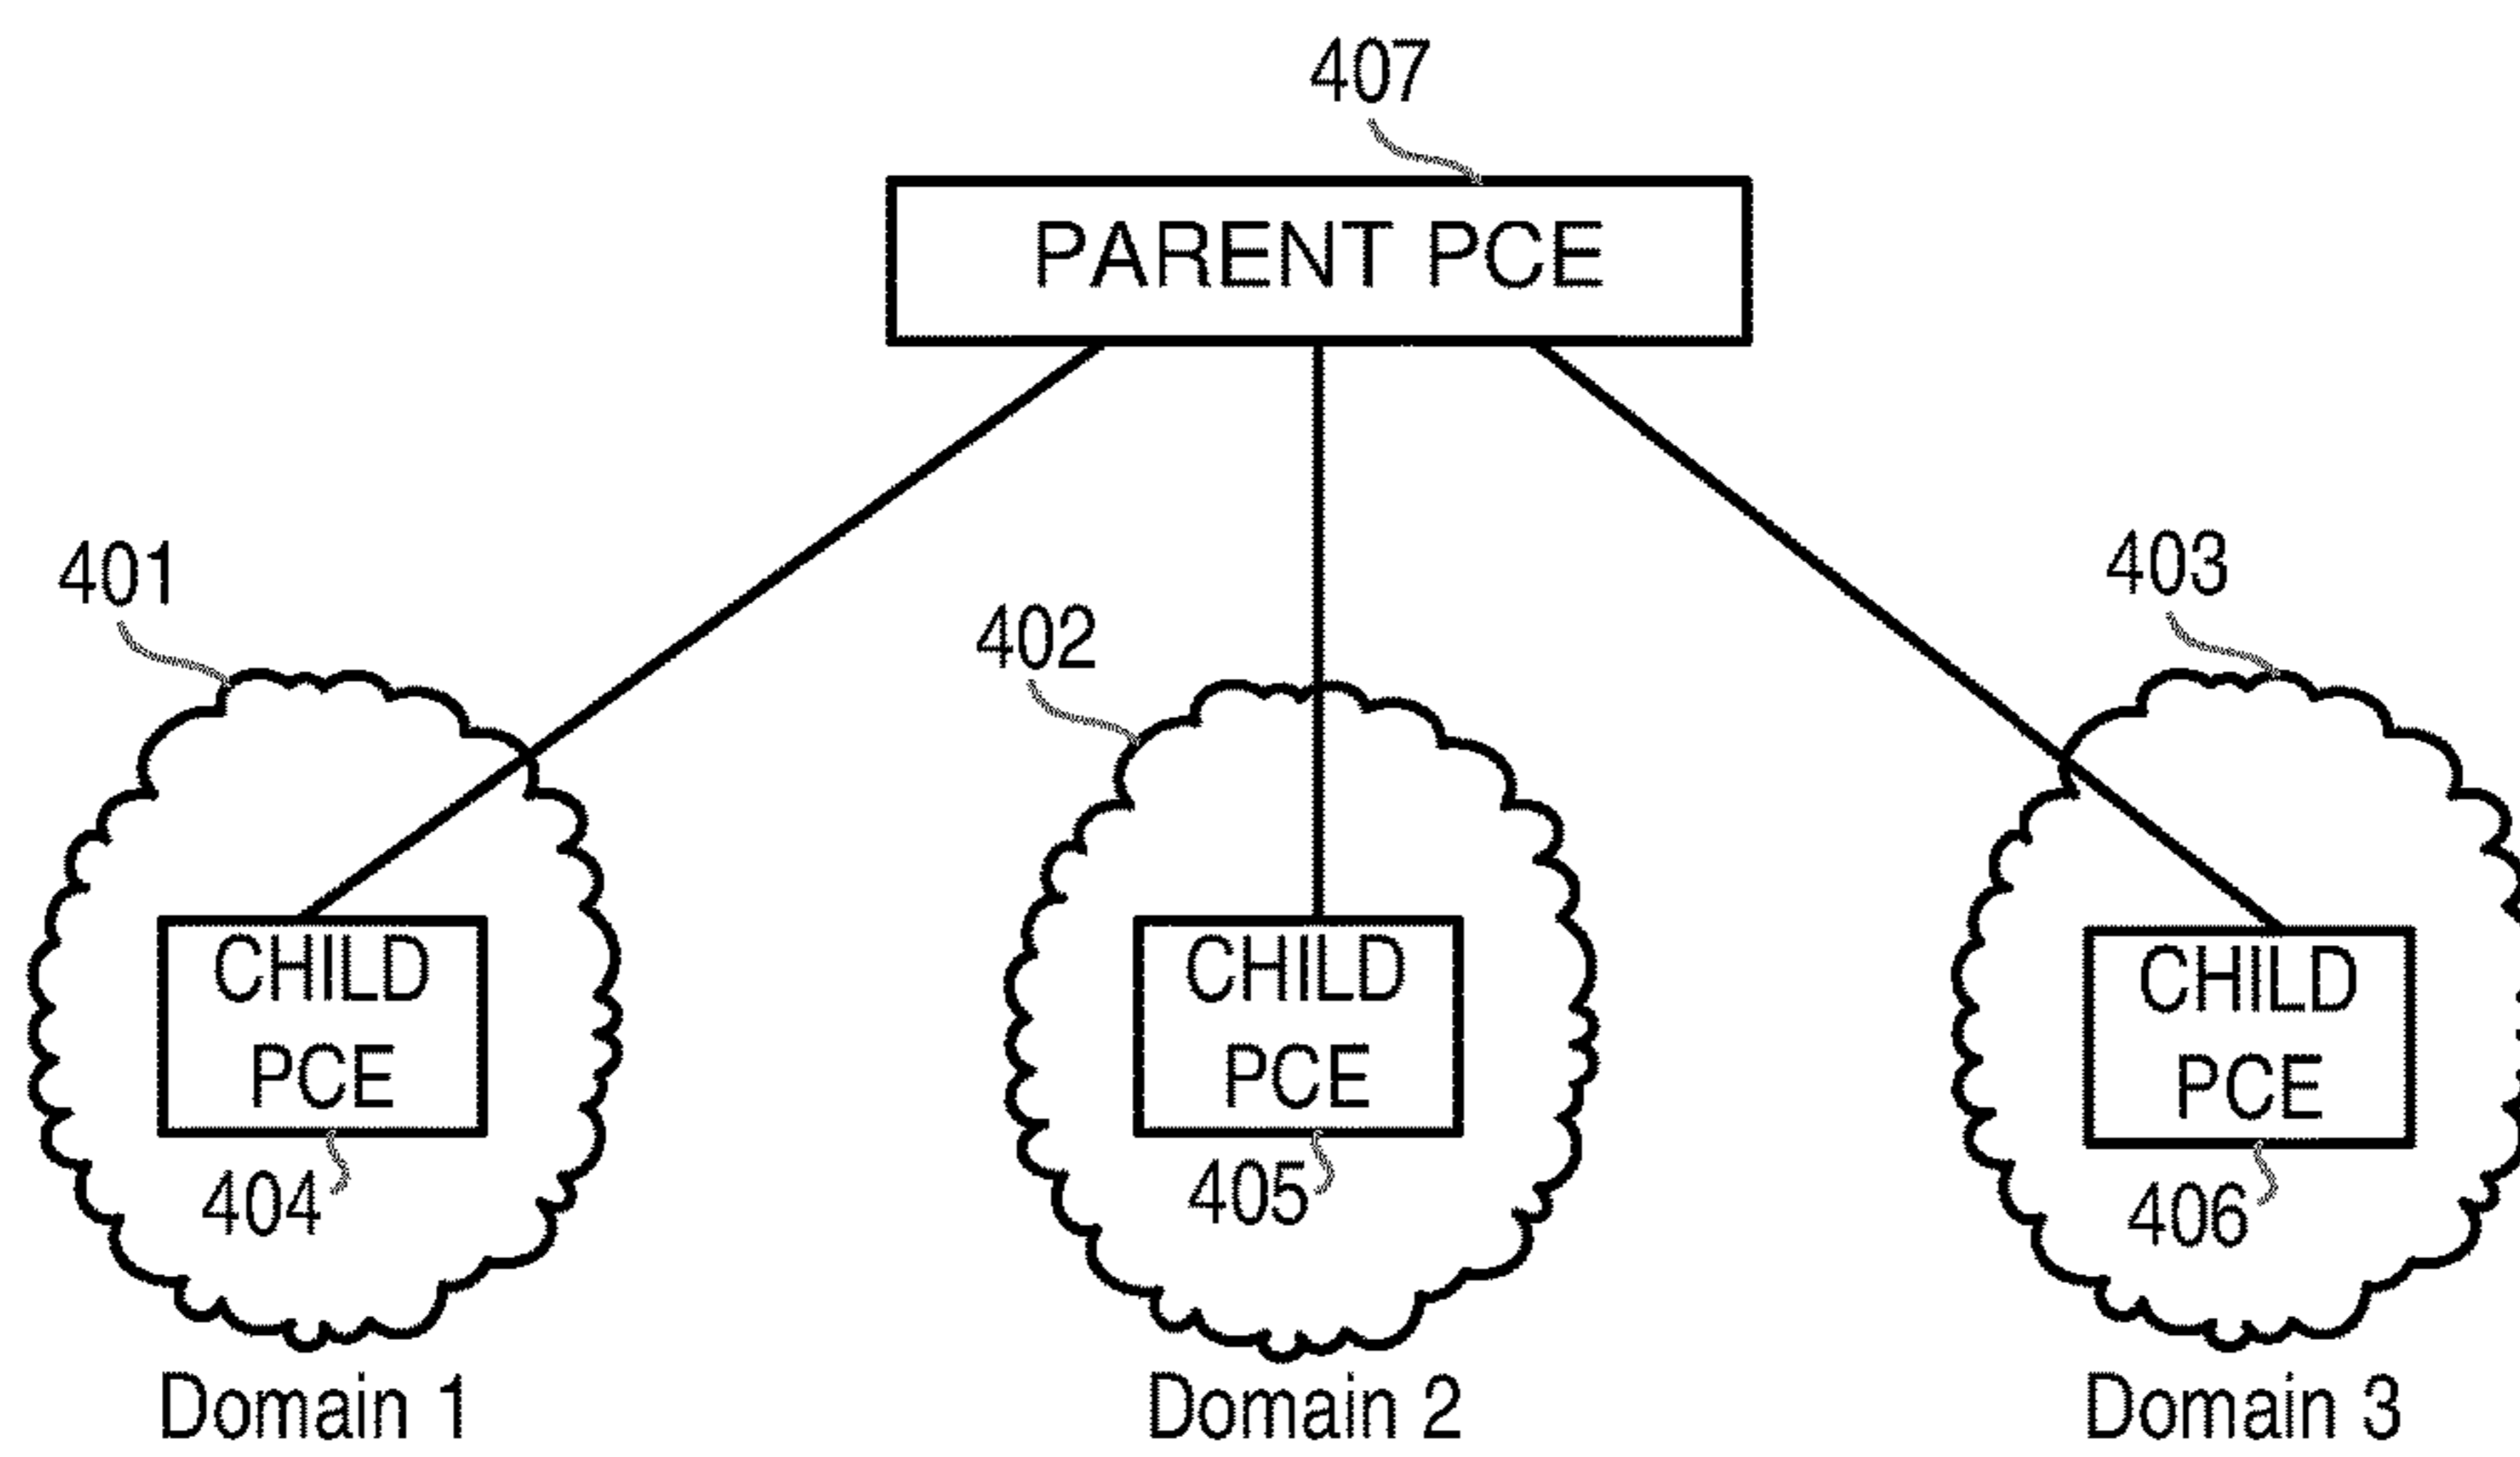 407
PARENT PCE
401
402
403
CHILD
PCE
404
CHILD
PCE
405
CHILD
PCE
406
Domain 1
Domain 2
Domain 3